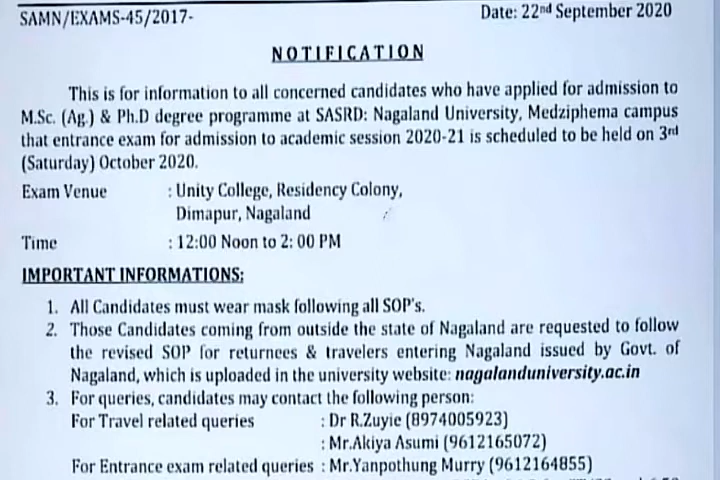 SAMN/EXAMS-45/2017-
Date: 22nd September 2020
NOTIFICATION
This is for information to all concerned candidates who have applied for admission to
M.Sc. (Ag.) & Ph.D degree programme at SASRD: Nagaland University, Medziphema campus
that entrance exam for admission to academic session 2020-21 is scheduled to be held on 3rd
(Saturday) October 2020.
Exam Venue : Unity College, Residency Colony,
Dimapur, Nagaland
Time : 12:00 Noon to 2: 00 PM
IMPORTANT INFORMATIONS:
1. All Candidates must wear mask following all SOP's.
2. Those Candidates coming from outside the state of Nagaland are requested to follow
the revised SOP for returnees & travelers entering Nagaland issued by Govt. of
Nagaland, which is uploaded in the university website: nagalanduniversity.ac.in
3. For queries, candidates may contact the following person:
For Travel related queries : Dr R.Zuyie (8974005923)
: Mr.Akiya Asumi (9612165072)
For Entrance exam related queries : Mr.Yanpothung Murry (9612164855)